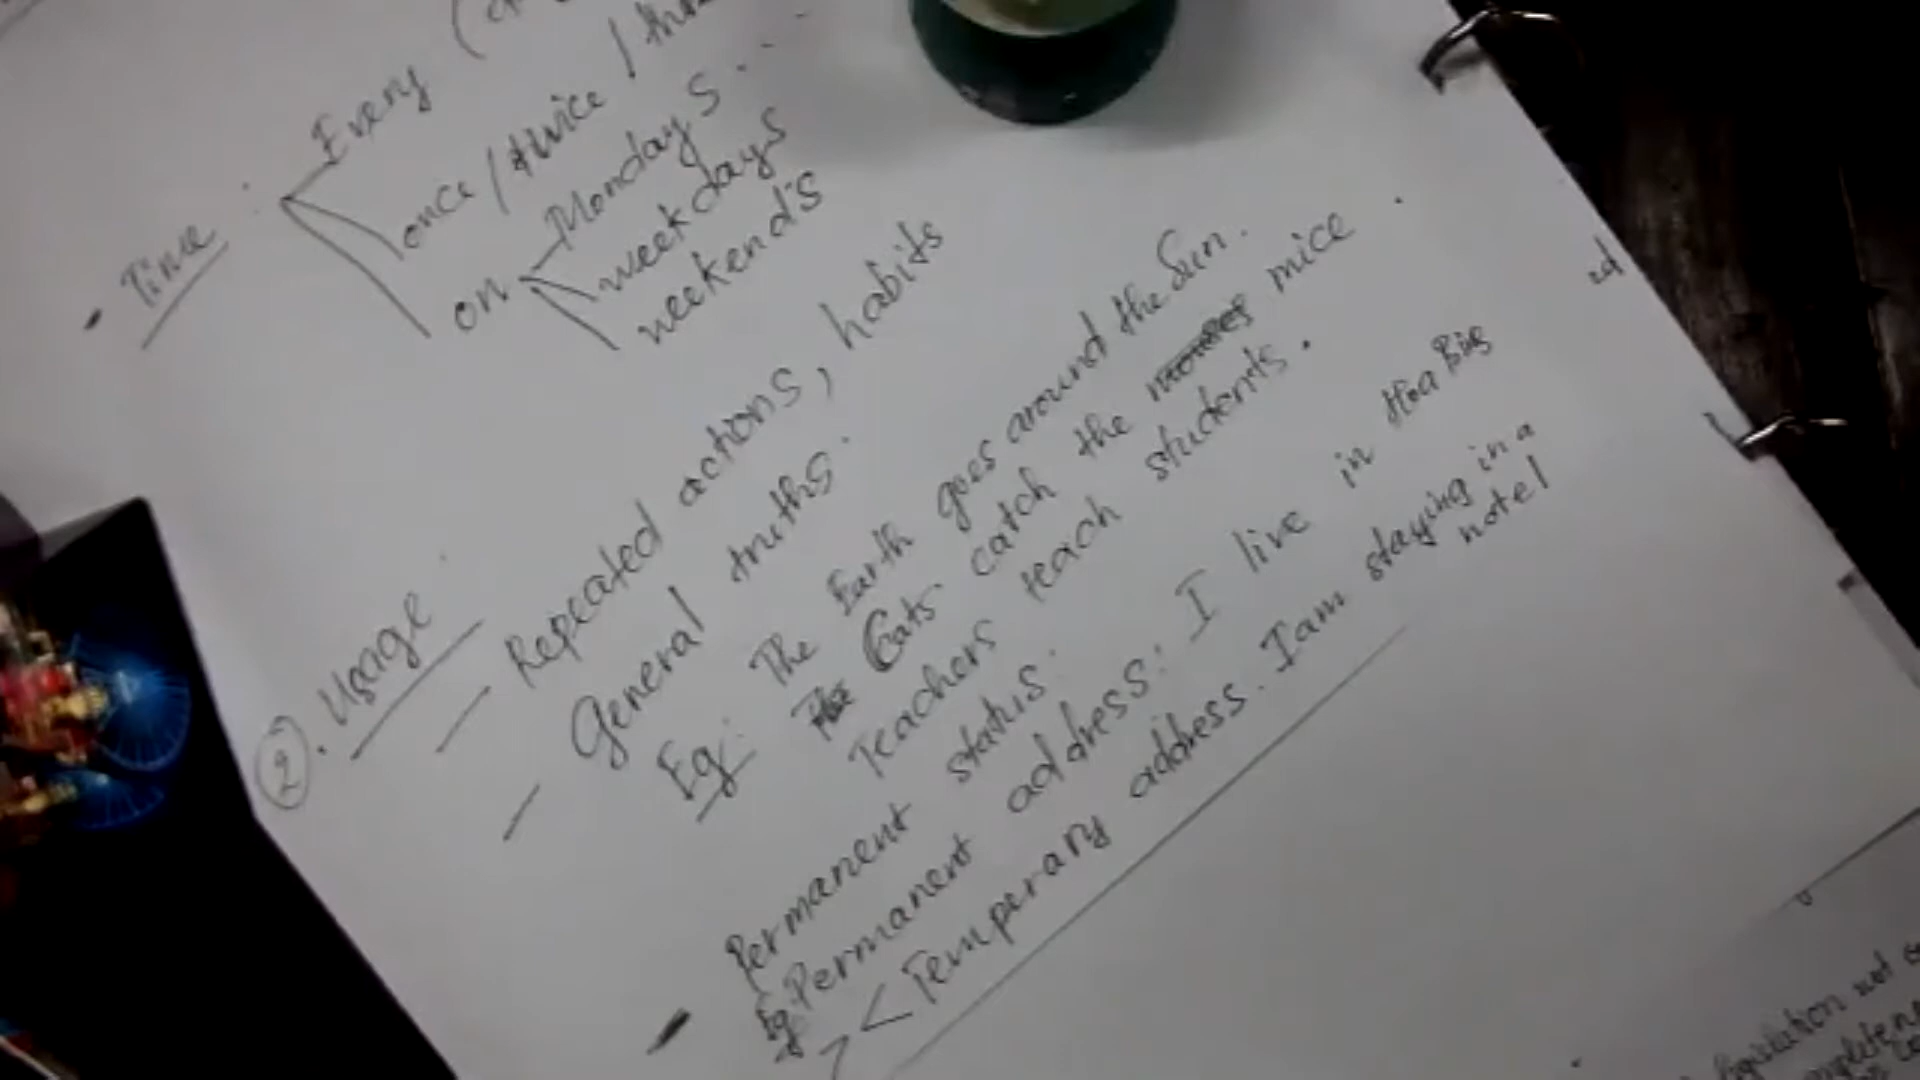 Every
- Time : once / twice /
on Mondays. . .
weekdays
weekends
②. Usage
- Repeated actions, habits
- General truths.
Eg: The Earth goes around the Sun.
Cats catch the mice.
Teachers teach students.
- Permanent status:
Eg: Permanent address: I live in Hoa
>< Temperary address. I am staying in a
hotel
not